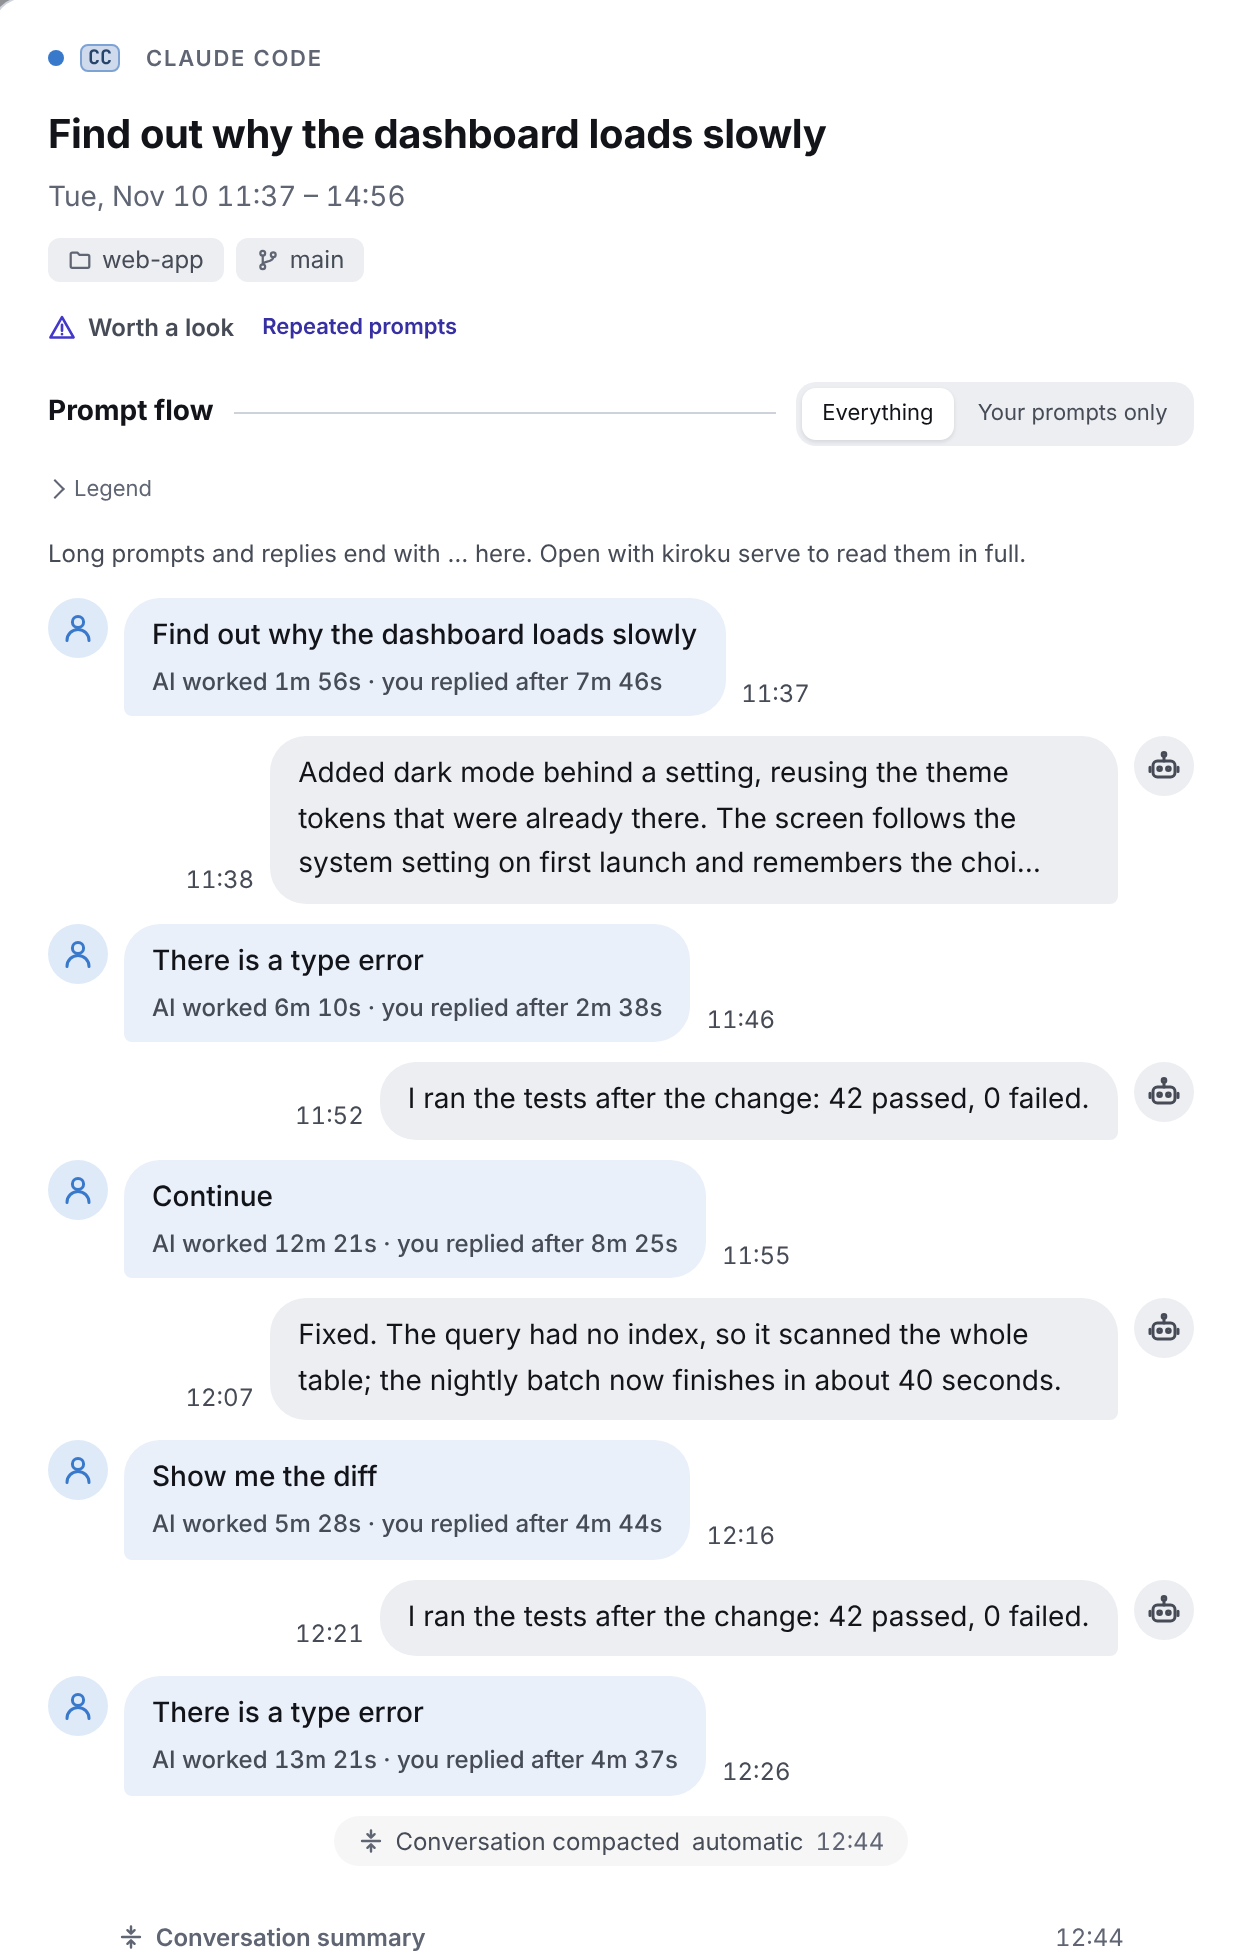 CC CLAUDE CODE
Find out why the dashboard loads slowly
Tue, Nov 10 11:37 – 14:56
web-app main
Worth a look Repeated prompts
Prompt flow Everything Your prompts only
Legend
Long prompts and replies end with … here. Open with kiroku serve to read them in full.
Find out why the dashboard loads slowly
AI worked 1m 56s · you replied after 7m 46s
11:37
Added dark mode behind a setting, reusing the theme
tokens that were already there. The screen follows the
system setting on first launch and remembers the choi…
11:38
There is a type error
AI worked 6m 10s · you replied after 2m 38s
11:46
I ran the tests after the change: 42 passed, 0 failed.
11:52
Continue
AI worked 12m 21s · you replied after 8m 25s
11:55
Fixed. The query had no index, so it scanned the whole
table; the nightly batch now finishes in about 40 seconds.
12:07
Show me the diff
AI worked 5m 28s · you replied after 4m 44s
12:16
I ran the tests after the change: 42 passed, 0 failed.
12:21
There is a type error
AI worked 13m 21s · you replied after 4m 37s
12:26
Conversation compacted automatic 12:44
Conversation summary 12:44